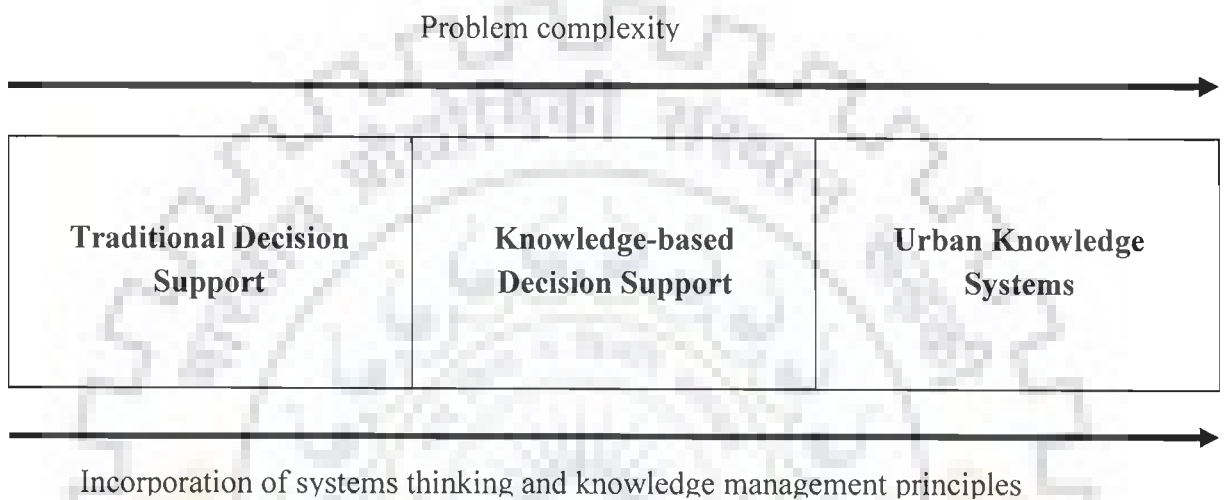 Problem complexity
Traditional Decision
Support
Knowledge-based
Decision Support
Urban Knowledge
Systems
Incorporation of systems thinking and knowledge management principles